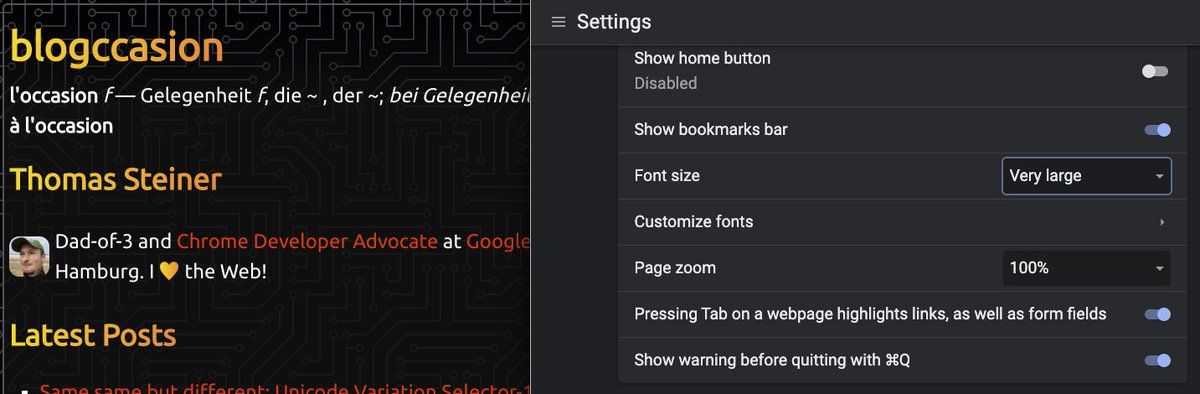 blogccasion
l'occasion f — Gelegenheit f, die ~ , der ~; bei Gelegenheit
à l'occasion
Thomas Steiner
Dad-of-3 and Chrome Developer Advocate at Google
Hamburg. I 💛 the Web!
Latest Posts
Same same but different: Unicode Variation Selector-1
Settings
Show home button
Disabled
Show bookmarks bar
Font size
Very large
Customize fonts
Page zoom
100%
Pressing Tab on a webpage highlights links, as well as form fields
Show warning before quitting with ⌘Q